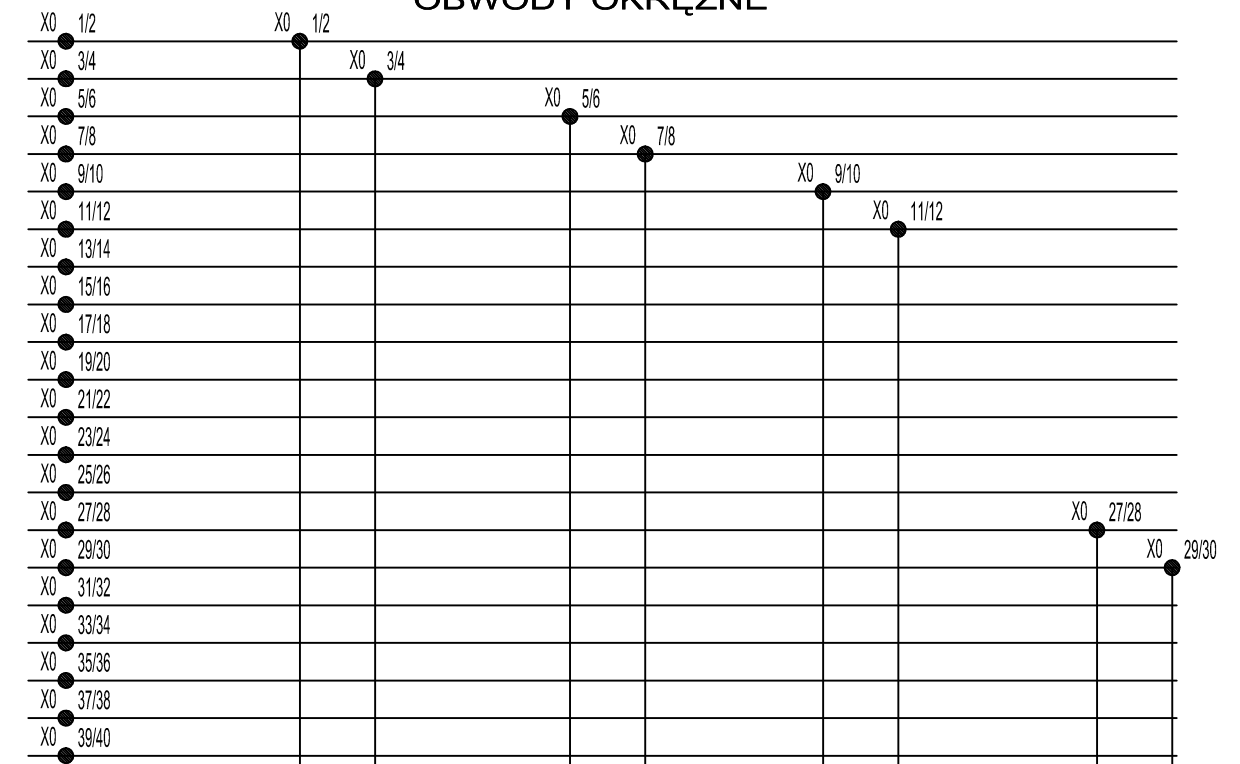 OBWODY OKRĘŻNE
X0 1/2 X0 1/2
X0 3/4 X0 3/4
X0 5/6 X0 5/6
X0 7/8 X0 7/8
X0 9/10 X0 9/10
X0 11/12 X0 11/12
X0 13/14
X0 15/16
X0 17/18
X0 19/20
X0 21/22
X0 23/24
X0 25/26
X0 27/28 X0 27/28
X0 29/30 X0 29/30
X0 31/32
X0 33/34
X0 35/36
X0 37/38
X0 39/40